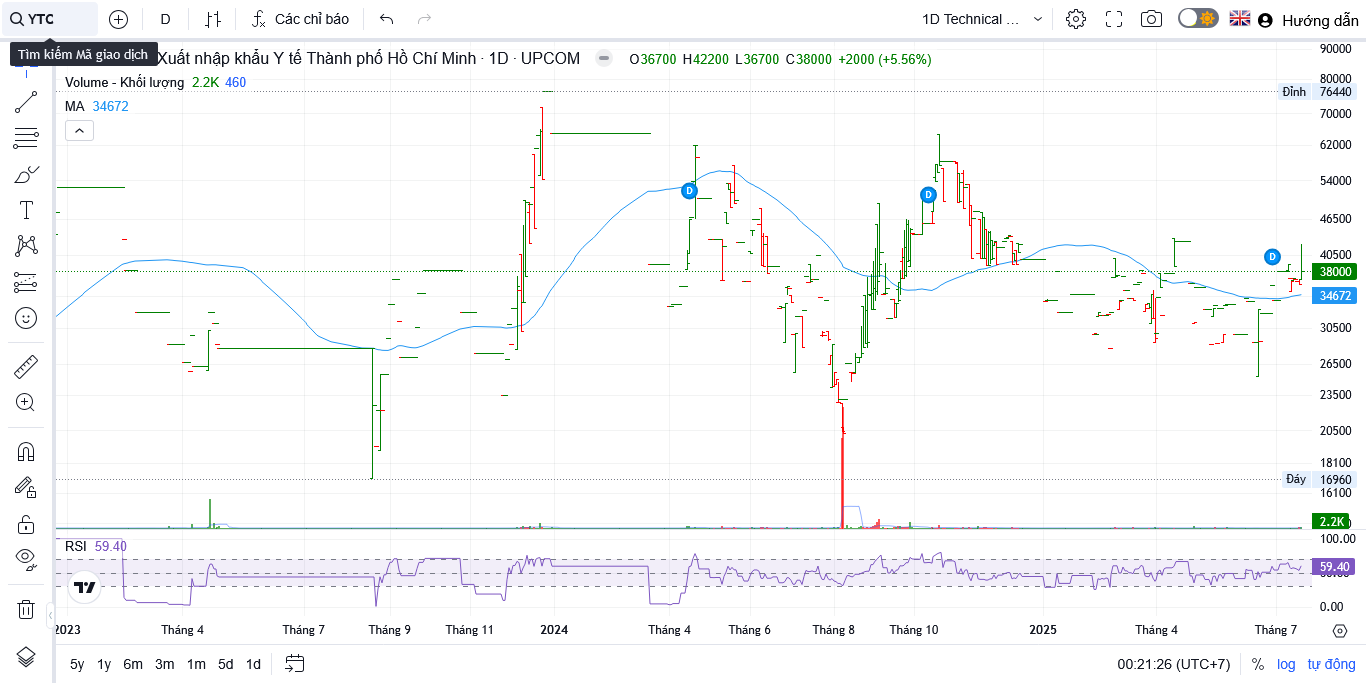 YTC
D
Các chỉ báo
1D Technical ...
Hướng dẫn
Tìm kiếm Mã giao dịch
Xuất nhập khẩu Y tế Thành phố Hồ Chí Minh · 1D · UPCOM
O36700 H42200 L36700 C38000 +2000 (+5.56%)
Volume - Khối lượng 2.2K 460
MA 34672
90000
80000
Đỉnh 76440
70000
62000
54000
46500
40500
38000
34672
30500
26500
23500
20500
18100
Đáy 16960
16100
2.2K
D
D
D
RSI 59.40
100.00
59.40
0.00
2023 Tháng 4 Tháng 7 Tháng 9 Tháng 11 2024 Tháng 4 Tháng 6 Tháng 8 Tháng 10 2025 Tháng 4 Tháng 7
5y 1y 6m 3m 1m 5d 1d
00:21:26 (UTC+7) % log tự động